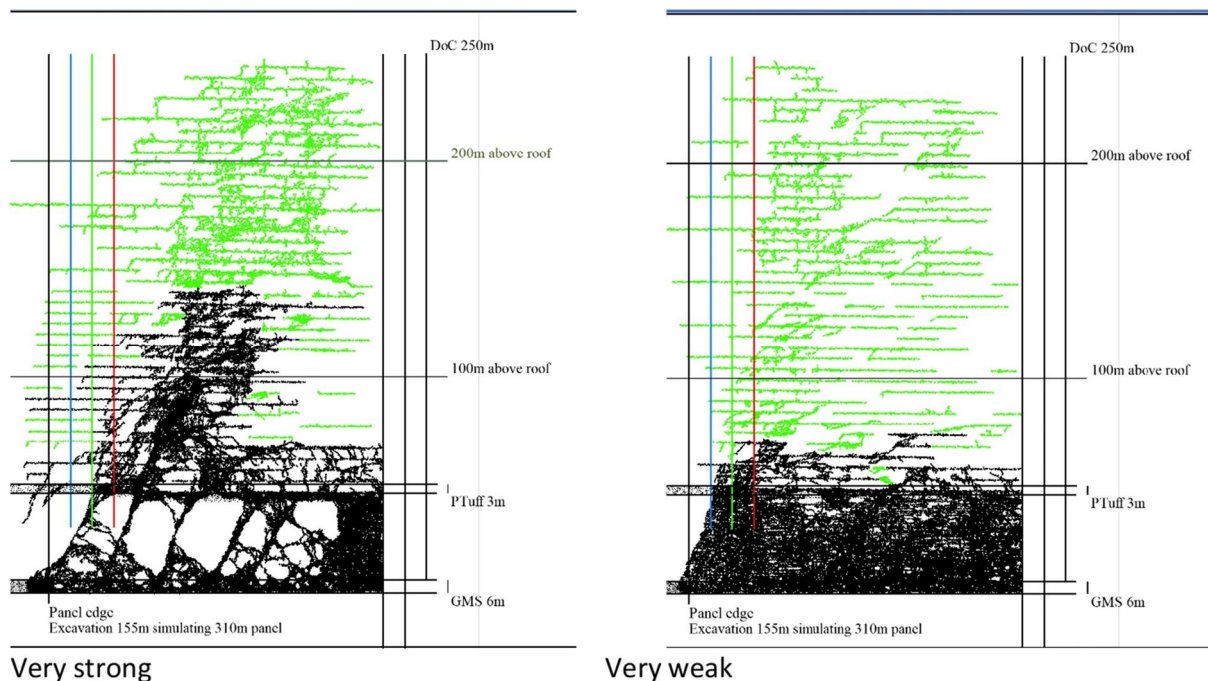 DoC 250m
200m above roof
100m above roof
PTuff 3m
GMS 6m
Panel edge
Excavation 155m simulating 310m panel
Very strong
DoC 250m
200m above roof
100m above roof
PTuff 3m
GMS 6m
Panel edge
Excavation 155m simulating 310m panel
Very weak